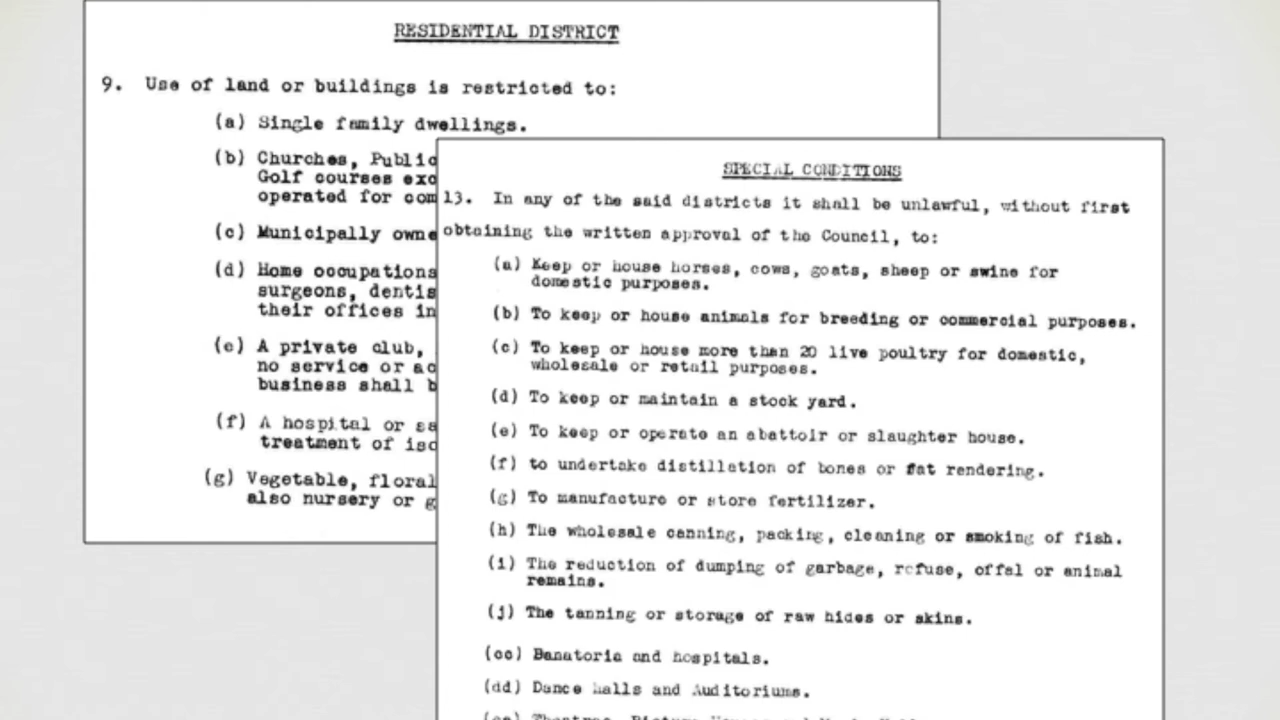 RESIDENTIAL DISTRICT
9. Use of land or buildings is restricted to:
(a) Single family dwellings.
(b) Churches, Public
Golf courses exc
operated for com
(c) Municipally owne
(d) Home occupations
surgeons, dentis
their offices in
(e) A private club,
no service or ac
business shall b
(f) A hospital or sa
treatment of iso
(g) Vegetable, floral
also nursery or g
SPECIAL CONDITIONS
13. In any of the said districts it shall be unlawful, without first
obtaining the written approval of the Council, to:
(a) Keep or house horses, cows, goats, sheep or swine for
domestic purposes.
(b) To keep or house animals for breeding or commercial purposes.
(c) To keep or house more than 20 live poultry for domestic,
wholesale or retail purposes.
(d) To keep or maintain a stock yard.
(e) To keep or operate an abattoir or slaughter house.
(f) to undertake distillation of bones or fat rendering.
(g) To manufacture or store fertilizer.
(h) The wholesale canning, packing, cleaning or smoking of fish.
(i) The reduction of dumping of garbage, refuse, offal or animal
remains.
(j) The tanning or storage of raw hides or skins.
(cc) Sanatoria and hospitals.
(dd) Dance halls and Auditoriums.